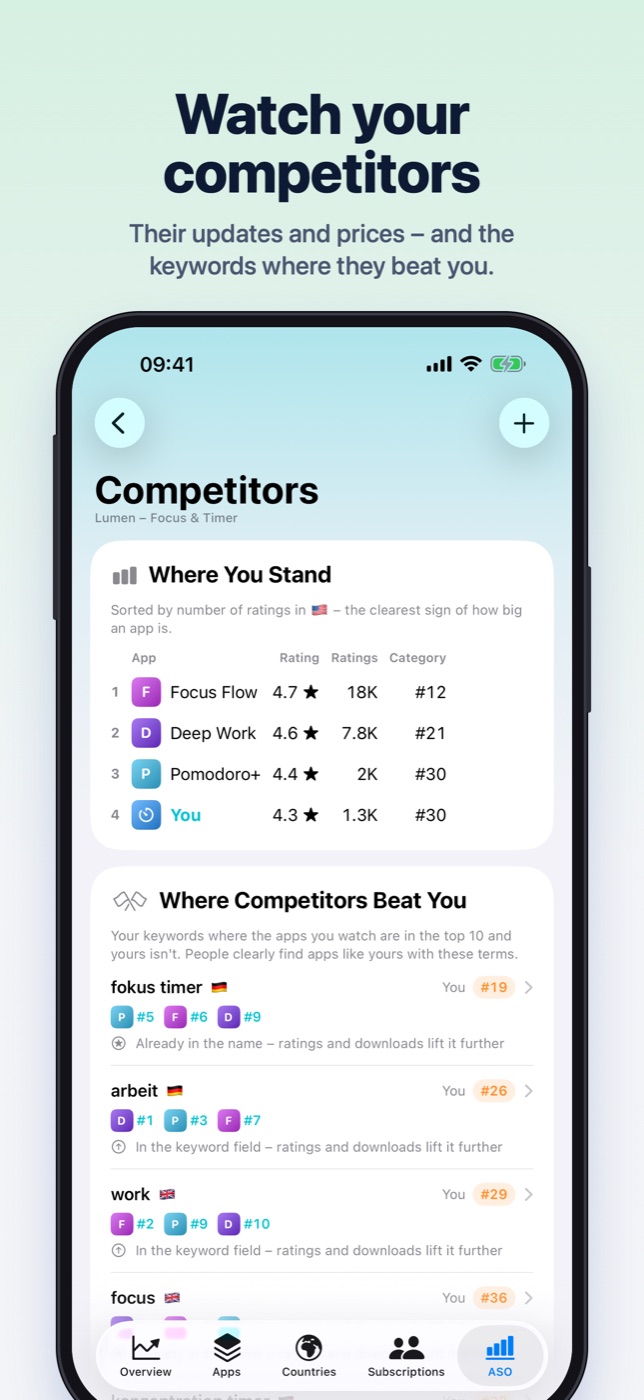 Watch your
competitors
Their updates and prices – and the
keywords where they beat you.
09:41
Competitors
Lumen – Focus & Timer
Where You Stand
Sorted by number of ratings in 🇺🇸 – the clearest sign of how big
an app is.
App Rating Ratings Category
1 F Focus Flow 4.7 ★ 18K #12
2 D Deep Work 4.6 ★ 7.8K #21
3 P Pomodoro+ 4.4 ★ 2K #30
4 You 4.3 ★ 1.3K #30
Where Competitors Beat You
Your keywords where the apps you watch are in the top 10 and
yours isn't. People clearly find apps like yours with these terms.
fokus timer 🇩🇪 You #19
P #5 F #6 D #9
Already in the name – ratings and downloads lift it further
arbeit 🇩🇪 You #26
D #1 P #3 F #7
In the keyword field – ratings and downloads lift it further
work 🇬🇧 You #29
F #2 P #9 D #10
In the keyword field – ratings and downloads lift it further
focus 🇬🇧 You #36
Overview Apps Countries Subscriptions ASO